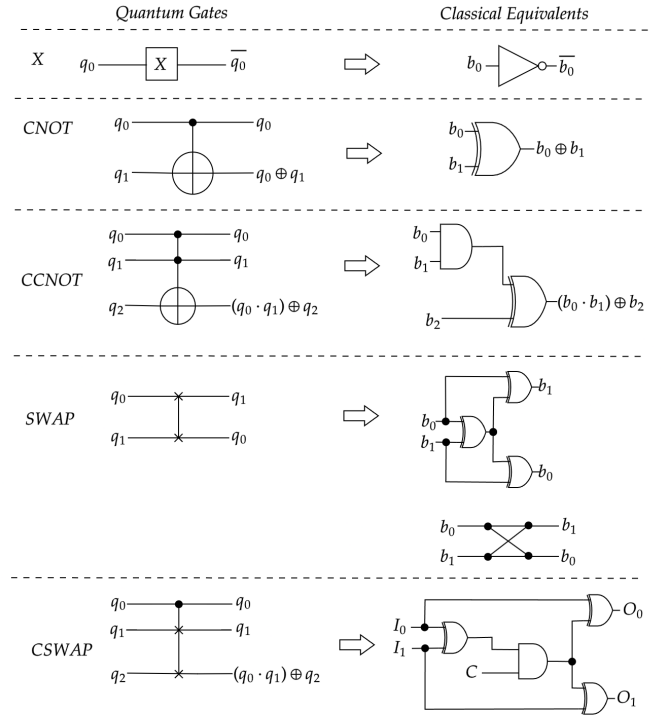 Quantum Gates Classical Equivalents
X q₀ X q̅₀ b₀ b̅₀
CNOT q₀ q₀ b₀
q₁ q₀ ⊕ q₁ b₁ b₀ ⊕ b₁
CCNOT q₀ q₀ b₀
q₁ q₁ b₁
q₂ (q₀ · q₁) ⊕ q₂ b₂ (b₀ · b₁) ⊕ b₂
SWAP q₀ q₁ b₀ b₁
q₁ q₀ b₁ b₀
b₀ b₁
b₁ b₀
CSWAP q₀ q₀ I₀ O₀
q₁ q₁ I₁
q₂ (q₀ · q₁) ⊕ q₂ C O₁